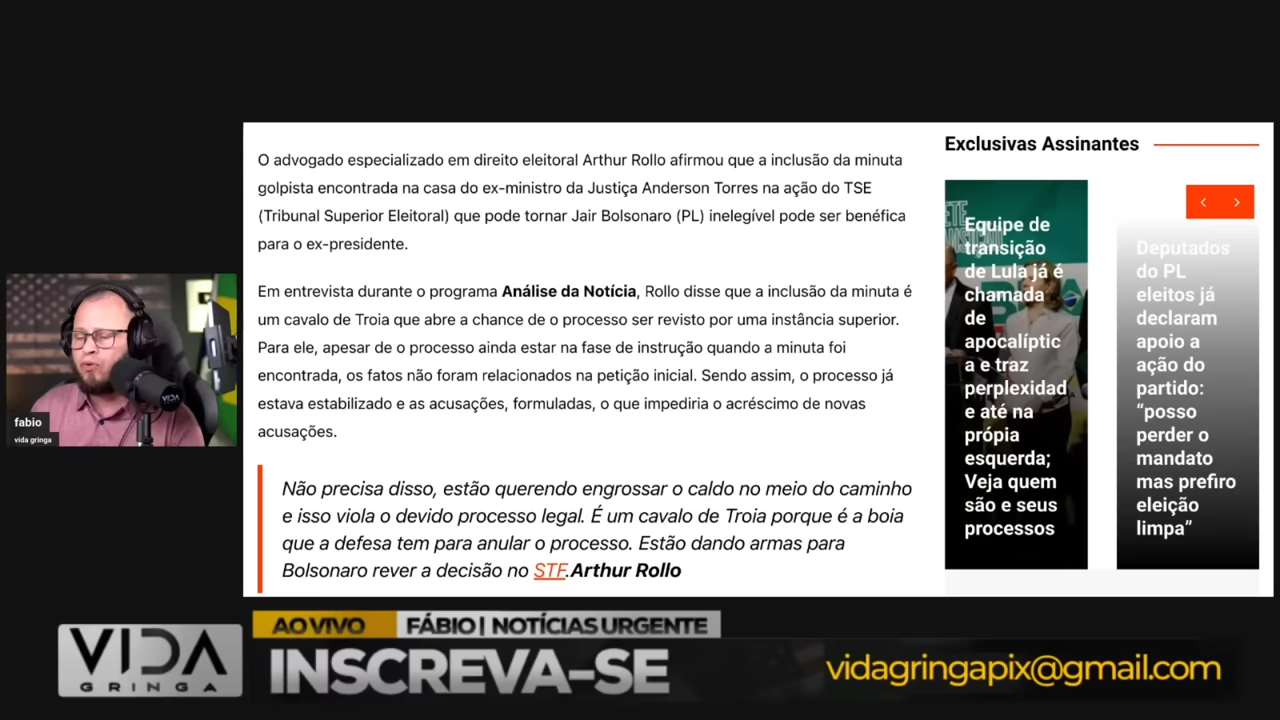 O advogado especializado em direito eleitoral Arthur Rollo afirmou que a inclusão da minuta
golpista encontrada na casa do ex-ministro da Justiça Anderson Torres na ação do TSE
(Tribunal Superior Eleitoral) que pode tornar Jair Bolsonaro (PL) inelegível pode ser benéfica
para o ex-presidente.
Em entrevista durante o programa Análise da Notícia, Rollo disse que a inclusão da minuta é
um cavalo de Troia que abre a chance de o processo ser revisto por uma instância superior.
Para ele, apesar de o processo ainda estar na fase de instrução quando a minuta foi
encontrada, os fatos não foram relacionados na petição inicial. Sendo assim, o processo já
estava estabilizado e as acusações, formuladas, o que impediria o acréscimo de novas
acusações.
Não precisa disso, estão querendo engrossar o caldo no meio do caminho
e isso viola o devido processo legal. É um cavalo de Troia porque é a boia
que a defesa tem para anular o processo. Estão dando armas para
Bolsonaro rever a decisão no STF.Arthur Rollo
Exclusivas Assinantes
Equipe de
transição
de Lula já é
chamada
de
apocalíptic
a e traz
perplexidad
e até na
própia
esquerda;
Veja quem
são e seus
processos
Deputados
do PL
eleitos já
declaram
apoio a
ação do
partido:
“posso
perder o
mandato
mas prefiro
eleição
limpa”
fabio
vida gringa
VIDA
GRINGA
AO VIVO
FÁBIO | NOTÍCIAS URGENTE
INSCREVA-SE
vidagringapix@gmail.com